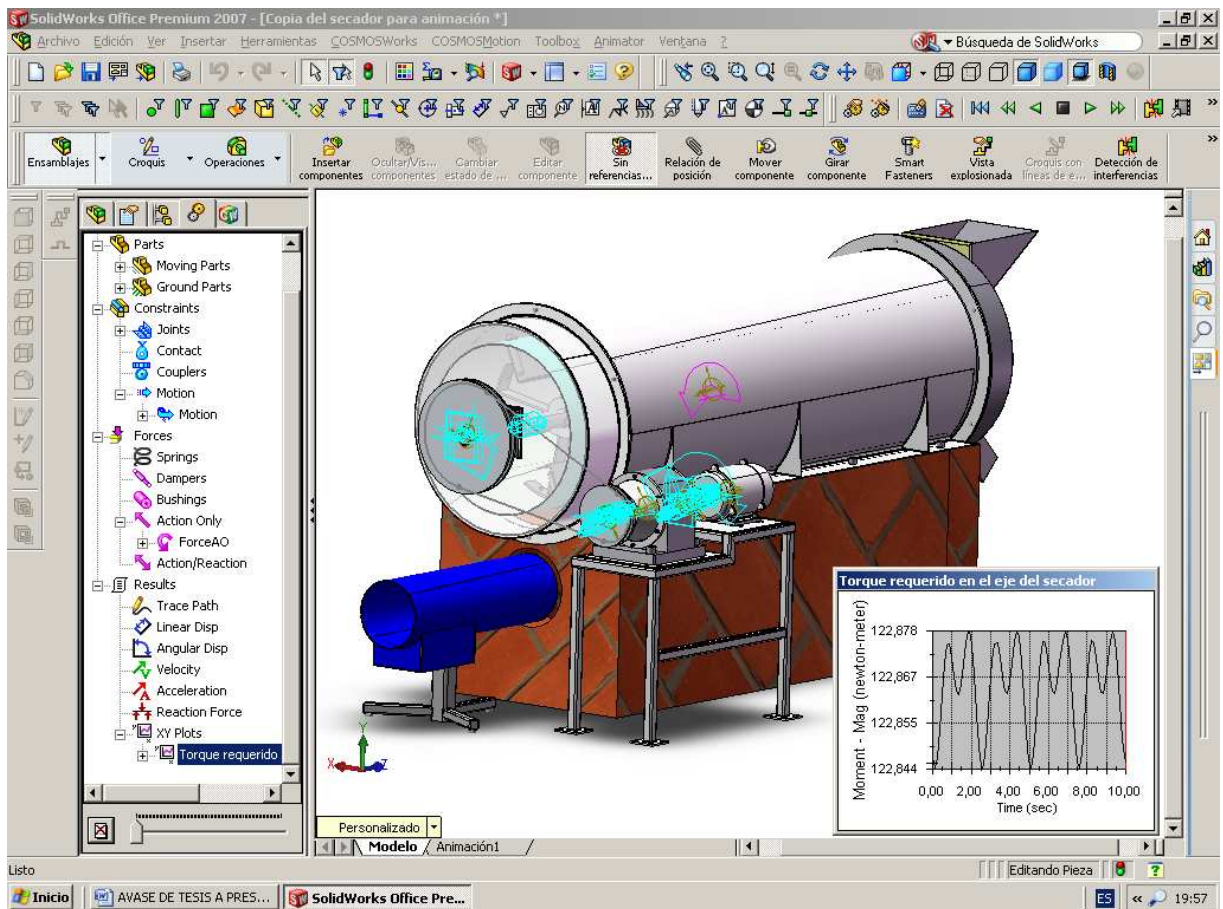 SolidWorks Office Premium 2007 - [Copia del secador para animación *]
Archivo Edición Ver Insertar Herramientas COSMOSWorks COSMOSMotion Toolbox Animator Ventana ?
Búsqueda de SolidWorks
Ensamblajes
Croquis
Operaciones
Insertar componentes
Ocultar/Vis... componentes
Cambiar estado de ...
Editar componente
Sin referencias...
Relación de posición
Mover componente
Girar componente
Smart Fasteners
Vista explosionada
Croquis con líneas de e...
Detección de interferencias
Parts
Moving Parts
Ground Parts
Constraints
Joints
Contact
Couplers
Motion
Motion
Forces
Springs
Dampers
Bushings
Action Only
ForceAO
Action/Reaction
Results
Trace Path
Linear Disp
Angular Disp
Velocity
Acceleration
Reaction Force
XY Plots
Torque requerido
Y
X
Z
Torque requerido en el eje del secador
Moment - Mag (newton-meter)
122,878
122,867
122,855
122,844
0,00 2,00 4,00 6,00 8,00 10,00
Time (sec)
Personalizado
Modelo Animación1
Listo
Editando Pieza
Inicio
AVASE DE TESIS A PRES...
SolidWorks Office Pre...
ES
19:57